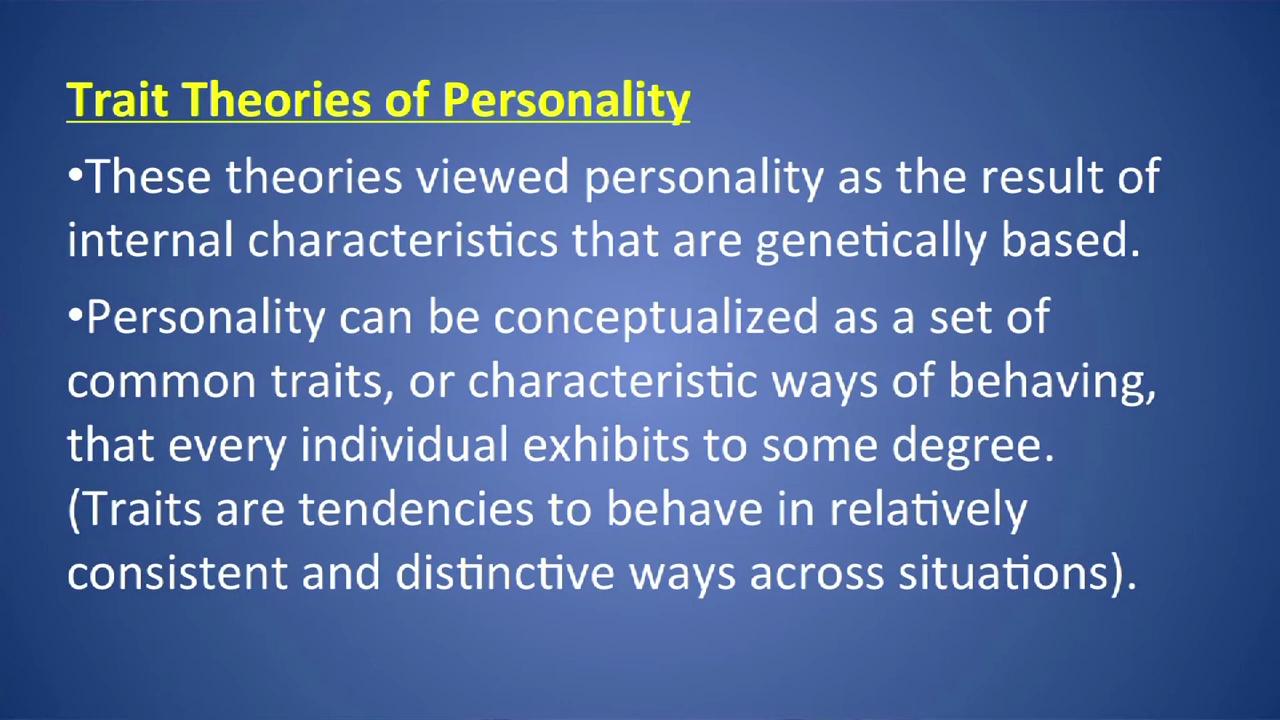 Trait Theories of Personality
•These theories viewed personality as the result of
internal characteristics that are genetically based.
•Personality can be conceptualized as a set of
common traits, or characteristic ways of behaving,
that every individual exhibits to some degree.
(Traits are tendencies to behave in relatively
consistent and distinctive ways across situations).